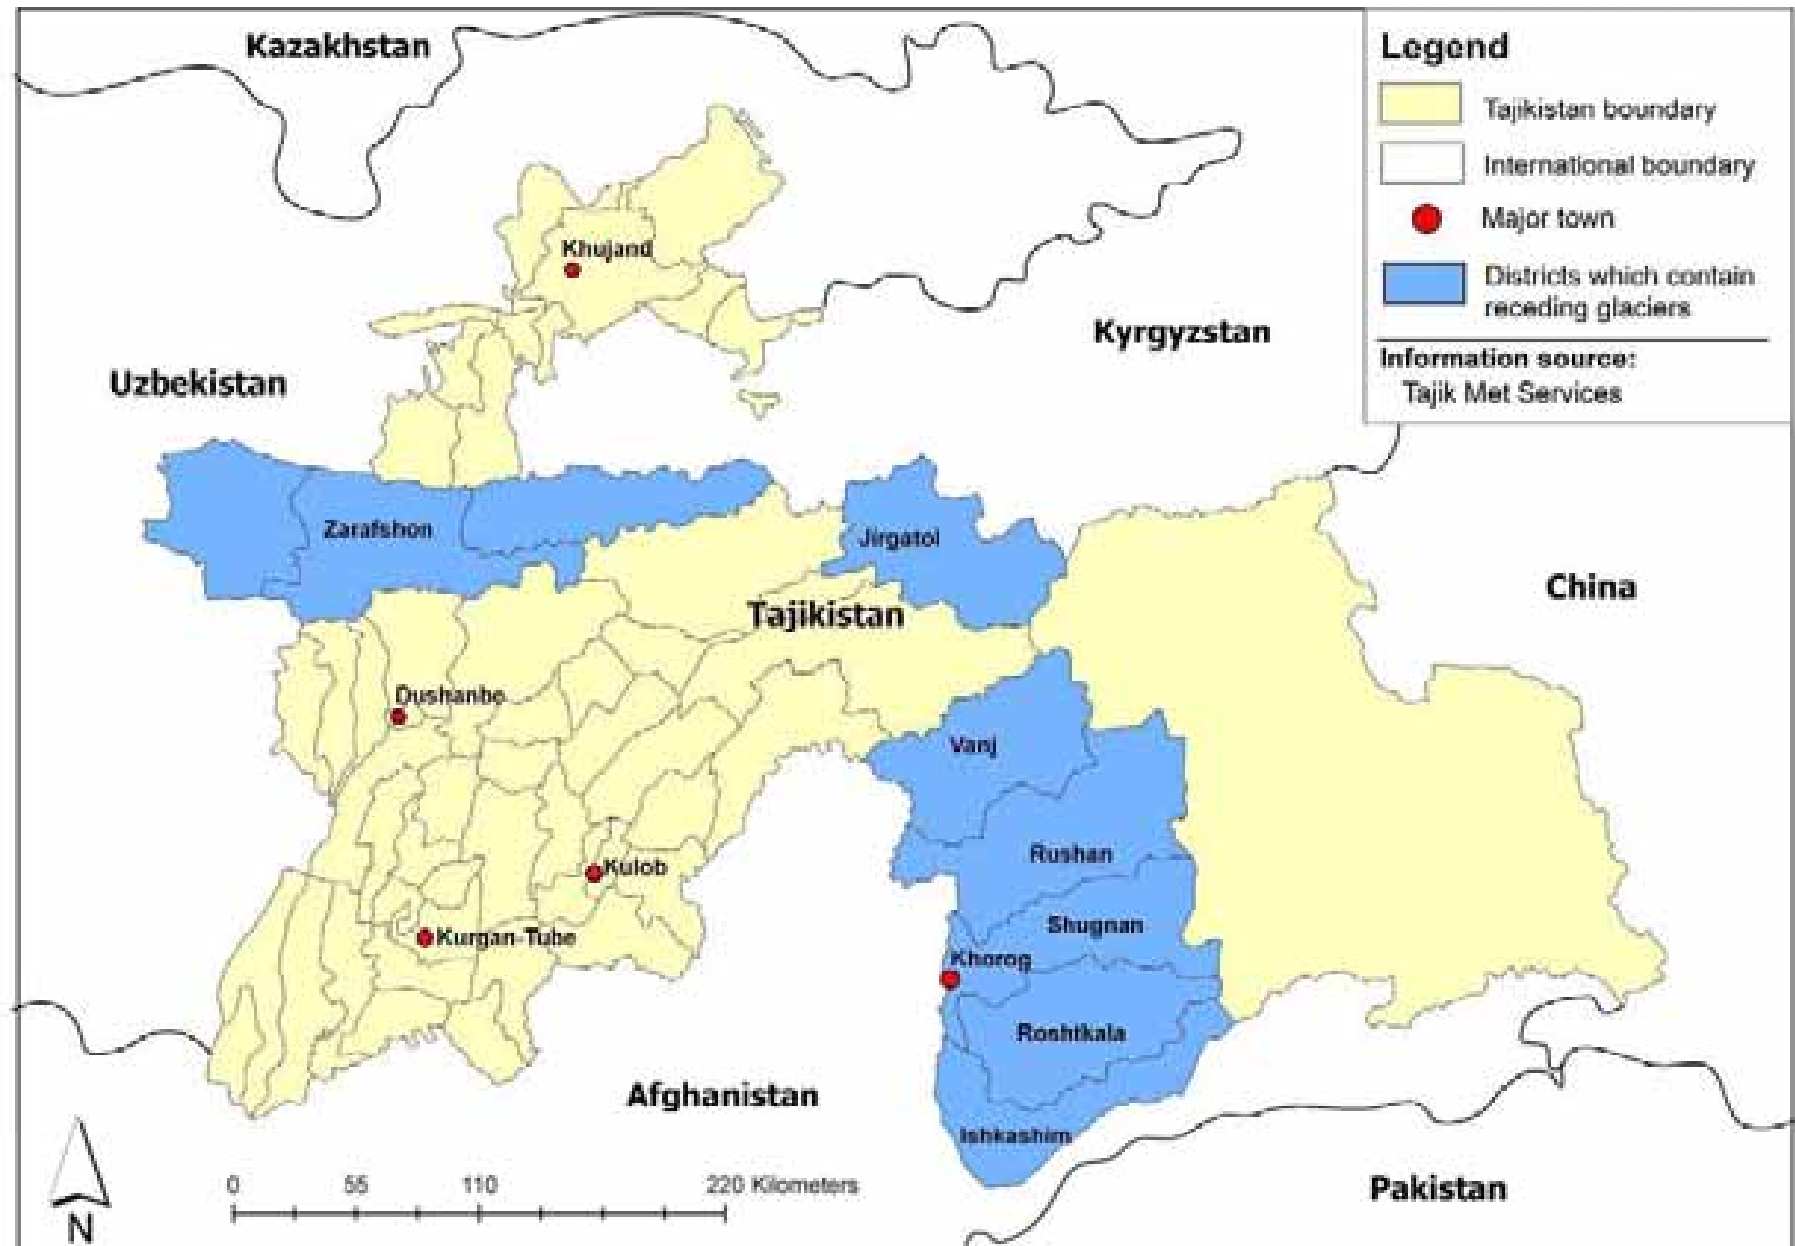 Kazakhstan
Legend
Tajikistan boundary
International boundary
Major town
Districts which contain
receding glaciers
Information source:
Tajik Met Services
Khujand
Kyrgyzstan
Uzbekistan
Zarafshon
Jirgatol
China
Tajikistan
Dushanbe
Vanj
Rushan
Kulob
Shugnan
Kurgan-Tube
Khorog
Roshtkala
Afghanistan
Ishkashim
Pakistan
0 55 110 220 Kilometers
N